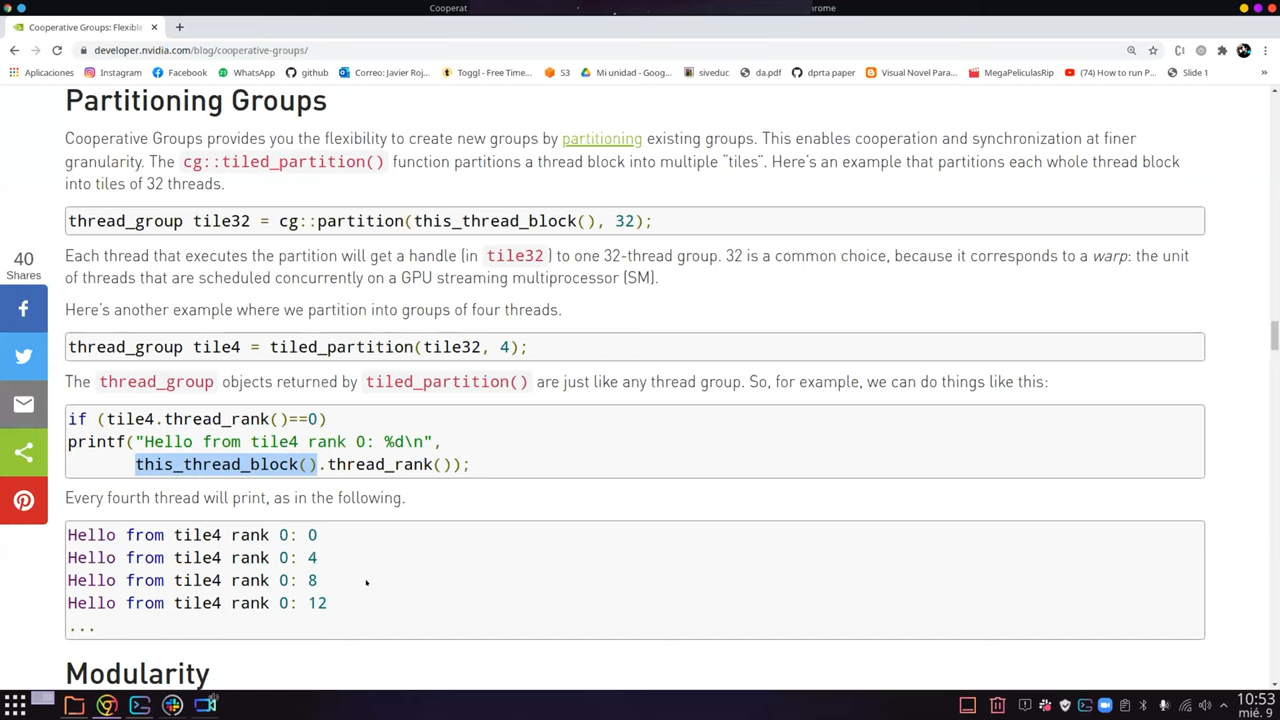 Cooperat
hrome
Cooperative Groups: Flexibl
developer.nvidia.com/blog/cooperative-groups/
Aplicaciones
Instagram
Facebook
WhatsApp
github
Correo: Javier Roj...
Toggl - Free Time...
S3
Mi unidad - Goog...
siveduc
da.pdf
dprta paper
Visual Novel Para...
MegaPeliculasRip
(74) How to run P...
Slide 1
Partitioning Groups
Cooperative Groups provides you the flexibility to create new groups by partitioning existing groups. This enables cooperation and synchronization at finer
granularity. The cg::tiled_partition() function partitions a thread block into multiple “tiles”. Here’s an example that partitions each whole thread block
into tiles of 32 threads.
thread_group tile32 = cg::partition(this_thread_block(), 32);
Each thread that executes the partition will get a handle (in tile32 ) to one 32-thread group. 32 is a common choice, because it corresponds to a warp: the unit
of threads that are scheduled concurrently on a GPU streaming multiprocessor (SM).
Here’s another example where we partition into groups of four threads.
thread_group tile4 = tiled_partition(tile32, 4);
The thread_group objects returned by tiled_partition() are just like any thread group. So, for example, we can do things like this:
if (tile4.thread_rank()==0)
printf("Hello from tile4 rank 0: %d\n",
this_thread_block().thread_rank());
Every fourth thread will print, as in the following.
Hello from tile4 rank 0: 0
Hello from tile4 rank 0: 4
Hello from tile4 rank 0: 8
Hello from tile4 rank 0: 12
...
Modularity
40
Shares
10:53
mié. 9